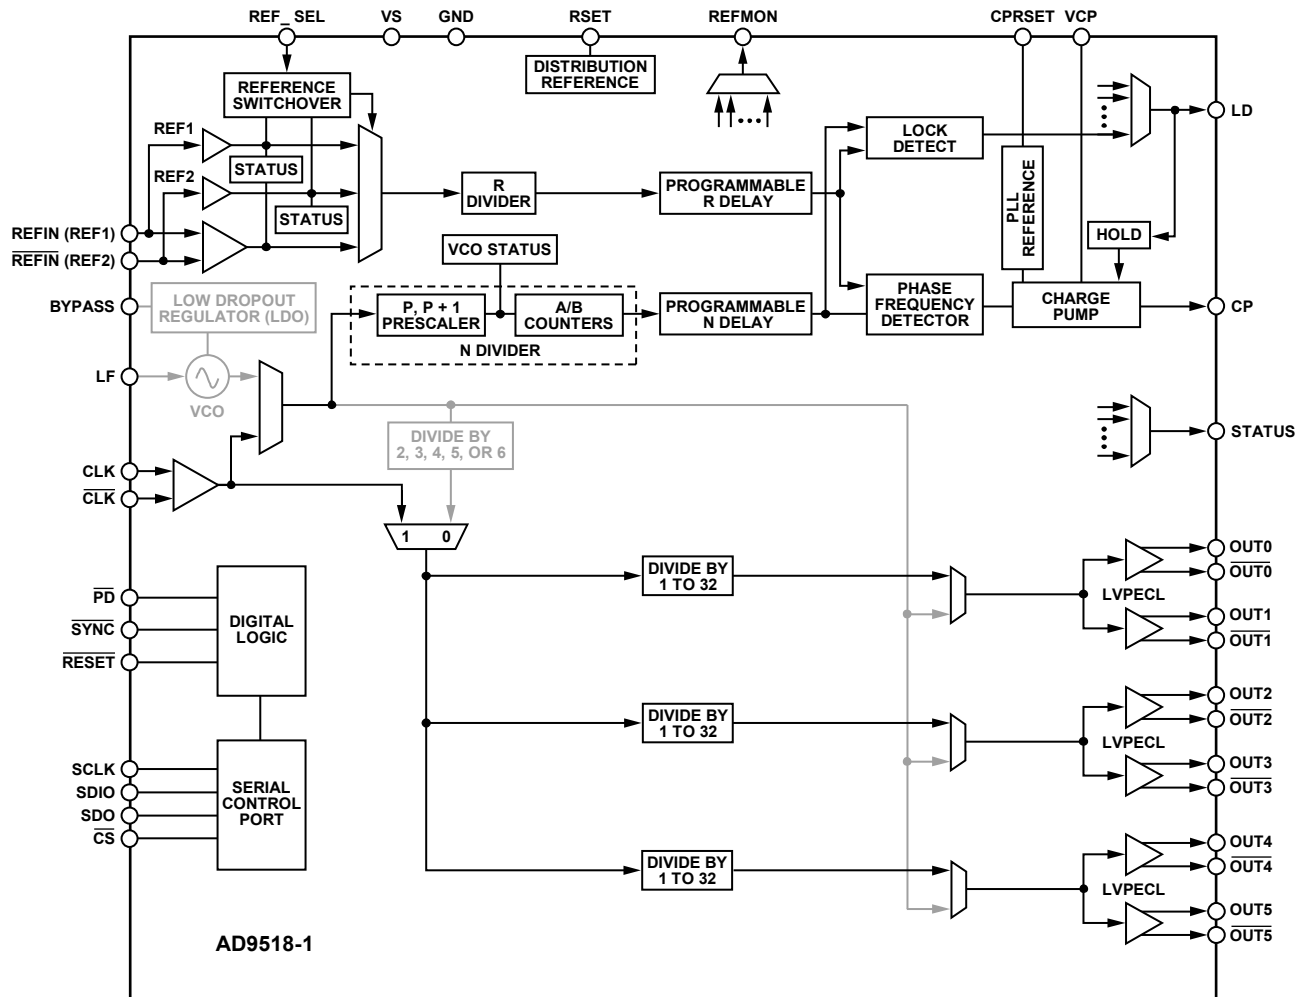 REF_ SEL
VS
GND
RSET
REFMON
CPRSET
VCP
DISTRIBUTION
REFERENCE
REFERENCE
SWITCHOVER
REF1
STATUS
REF2
STATUS
R
DIVIDER
PROGRAMMABLE
R DELAY
LOCK
DETECT
LD
PLL
REFERENCE
HOLD
REFIN (REF1)
REFIN (REF2)
VCO STATUS
BYPASS
LOW DROPOUT
REGULATOR (LDO)
P, P + 1
PRESCALER
A/B
COUNTERS
N DIVIDER
PROGRAMMABLE
N DELAY
PHASE
FREQUENCY
DETECTOR
CHARGE
PUMP
CP
LF
VCO
DIVIDE BY
2, 3, 4, 5, OR 6
STATUS
CLK
CLK
1 0
DIVIDE BY
1 TO 32
LVPECL
OUT0
OUT0
OUT1
OUT1
PD
SYNC
RESET
DIGITAL
LOGIC
DIVIDE BY
1 TO 32
LVPECL
OUT2
OUT2
OUT3
OUT3
SCLK
SDIO
SDO
CS
SERIAL
CONTROL
PORT
DIVIDE BY
1 TO 32
LVPECL
OUT4
OUT4
OUT5
OUT5
AD9518-1